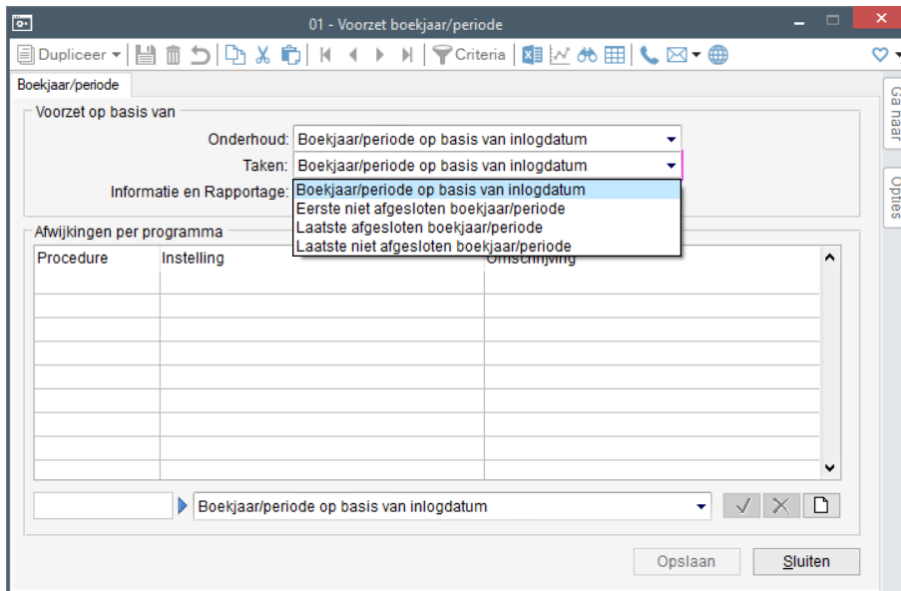 01 - Voorzet boekjaar/periode
Dupliceer Criteria
Boekjaar/periode
Ga naar
Opties
Voorzet op basis van
Onderhoud: Boekjaar/periode op basis van inlogdatum
Taken: Boekjaar/periode op basis van inlogdatum
Informatie en Rapportage: Boekjaar/periode op basis van inlogdatum
Eerste niet afgesloten boekjaar/periode
Laatste afgesloten boekjaar/periode
Laatste niet afgesloten boekjaar/periode
Afwijkingen per programma
Procedure Instelling Omschrijving
Boekjaar/periode op basis van inlogdatum
Opslaan Sluiten